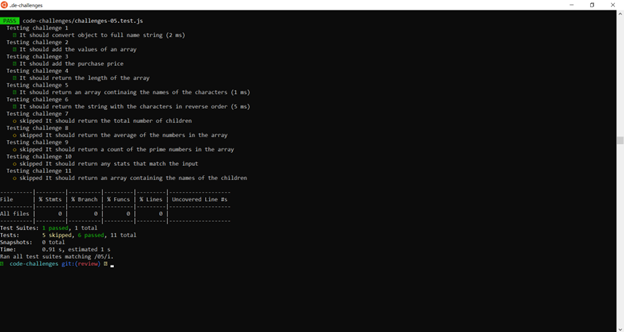 .de-challenges
PASS code-challenges/challenges-05.test.js
Testing challenge 1
It should convert object to full name string (2 ms)
Testing challenge 2
It should add the values of an array
Testing challenge 3
It should add the purchase price
Testing challenge 4
It should return the length of the array
Testing challenge 5
It should return an array continaing the names of the characters (1 ms)
Testing challenge 6
It should return the string with the characters in reverse order (5 ms)
Testing challenge 7
○ skipped It should return the total number of children
Testing challenge 8
○ skipped It should return the average of the numbers in the array
Testing challenge 9
○ skipped It should return a count of the prime numbers in the array
Testing challenge 10
○ skipped It should return any stats that match the input
Testing challenge 11
○ skipped It should return an array containing the names of the children
File | % Stmts | % Branch | % Funcs | % Lines | Uncovered Line #s
All files | 0 | 0 | 0 | 0 |
Test Suites: 1 passed, 1 total
Tests: 5 skipped, 6 passed, 11 total
Snapshots: 0 total
Time: 0.91 s, estimated 1 s
Ran all test suites matching /05/i.
code-challenges git:(review)